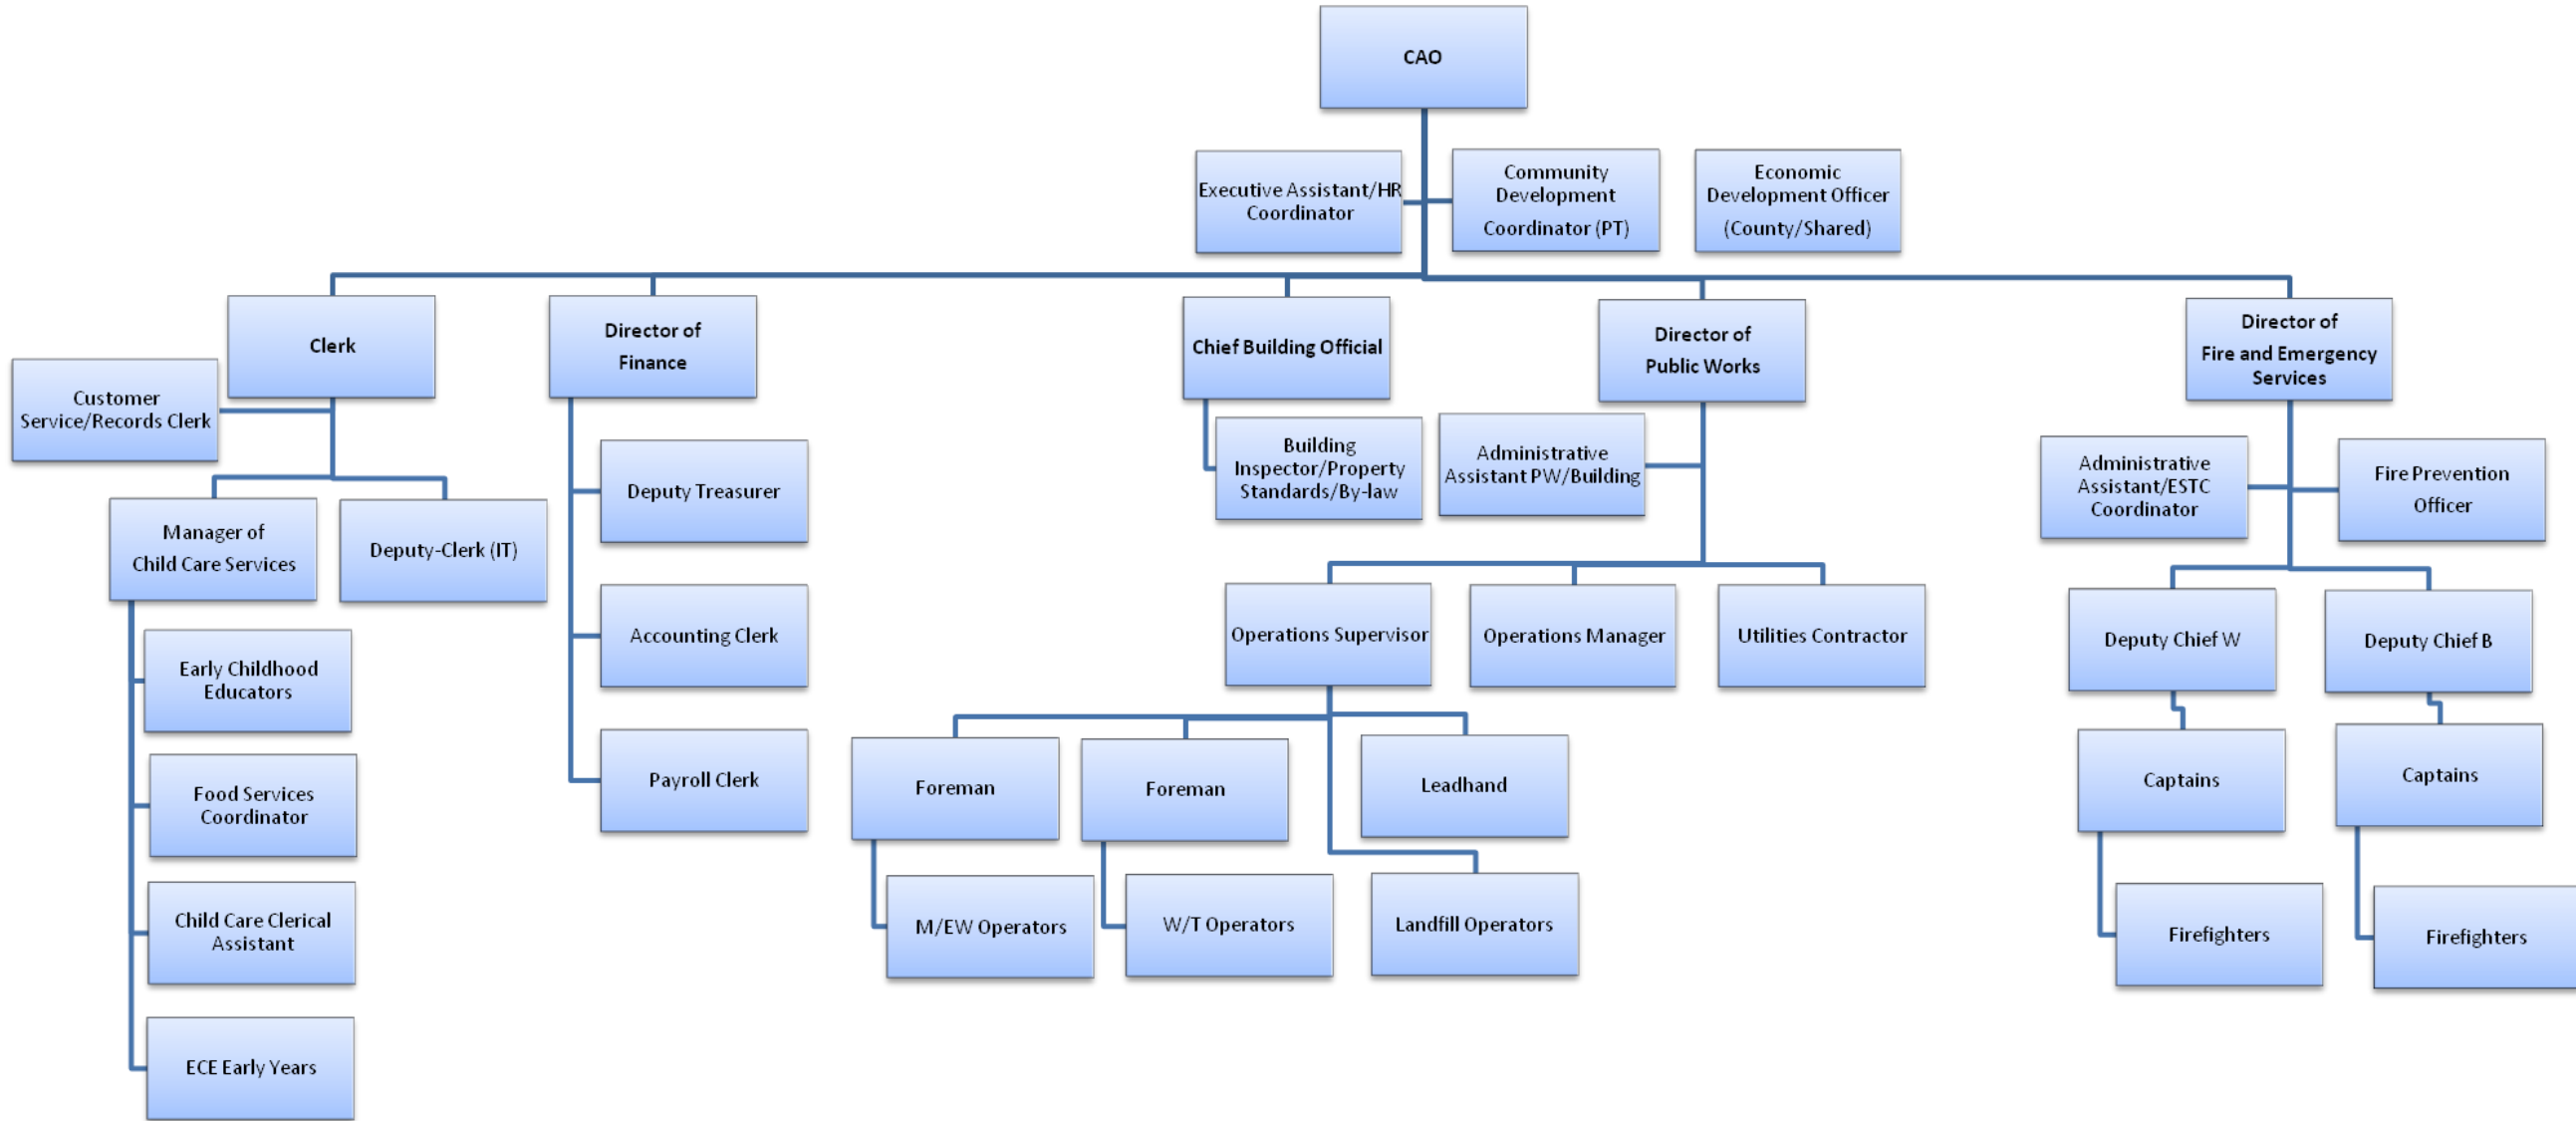 CAO
Executive Assistant/HR
Coordinator
Community
Development
Coordinator (PT)
Economic
Development Officer
(County/Shared)
Clerk
Director of
Finance
Chief Building Official
Director of
Public Works
Director of
Fire and Emergency
Services
Customer
Service/Records Clerk
Manager of
Child Care Services
Deputy-Clerk (IT)
Early Childhood
Educators
Food Services
Coordinator
Child Care Clerical
Assistant
ECE Early Years
Deputy Treasurer
Accounting Clerk
Payroll Clerk
Building
Inspector/Property
Standards/By-law
Administrative
Assistant PW/Building
Operations Supervisor
Operations Manager
Utilities Contractor
Foreman
Foreman
Leadhand
M/EW Operators
W/T Operators
Landfill Operators
Administrative
Assistant/ESTC
Coordinator
Fire Prevention
Officer
Deputy Chief W
Deputy Chief B
Captains
Captains
Firefighters
Firefighters